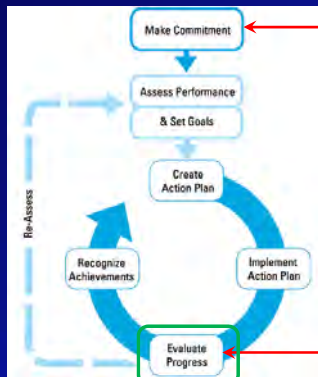 Make Commitment
Assess Performance
& Set Goals
Create
Action Plan
Re-Assess
Recognize
Achievements
Implement
Action Plan
Evaluate
Progress